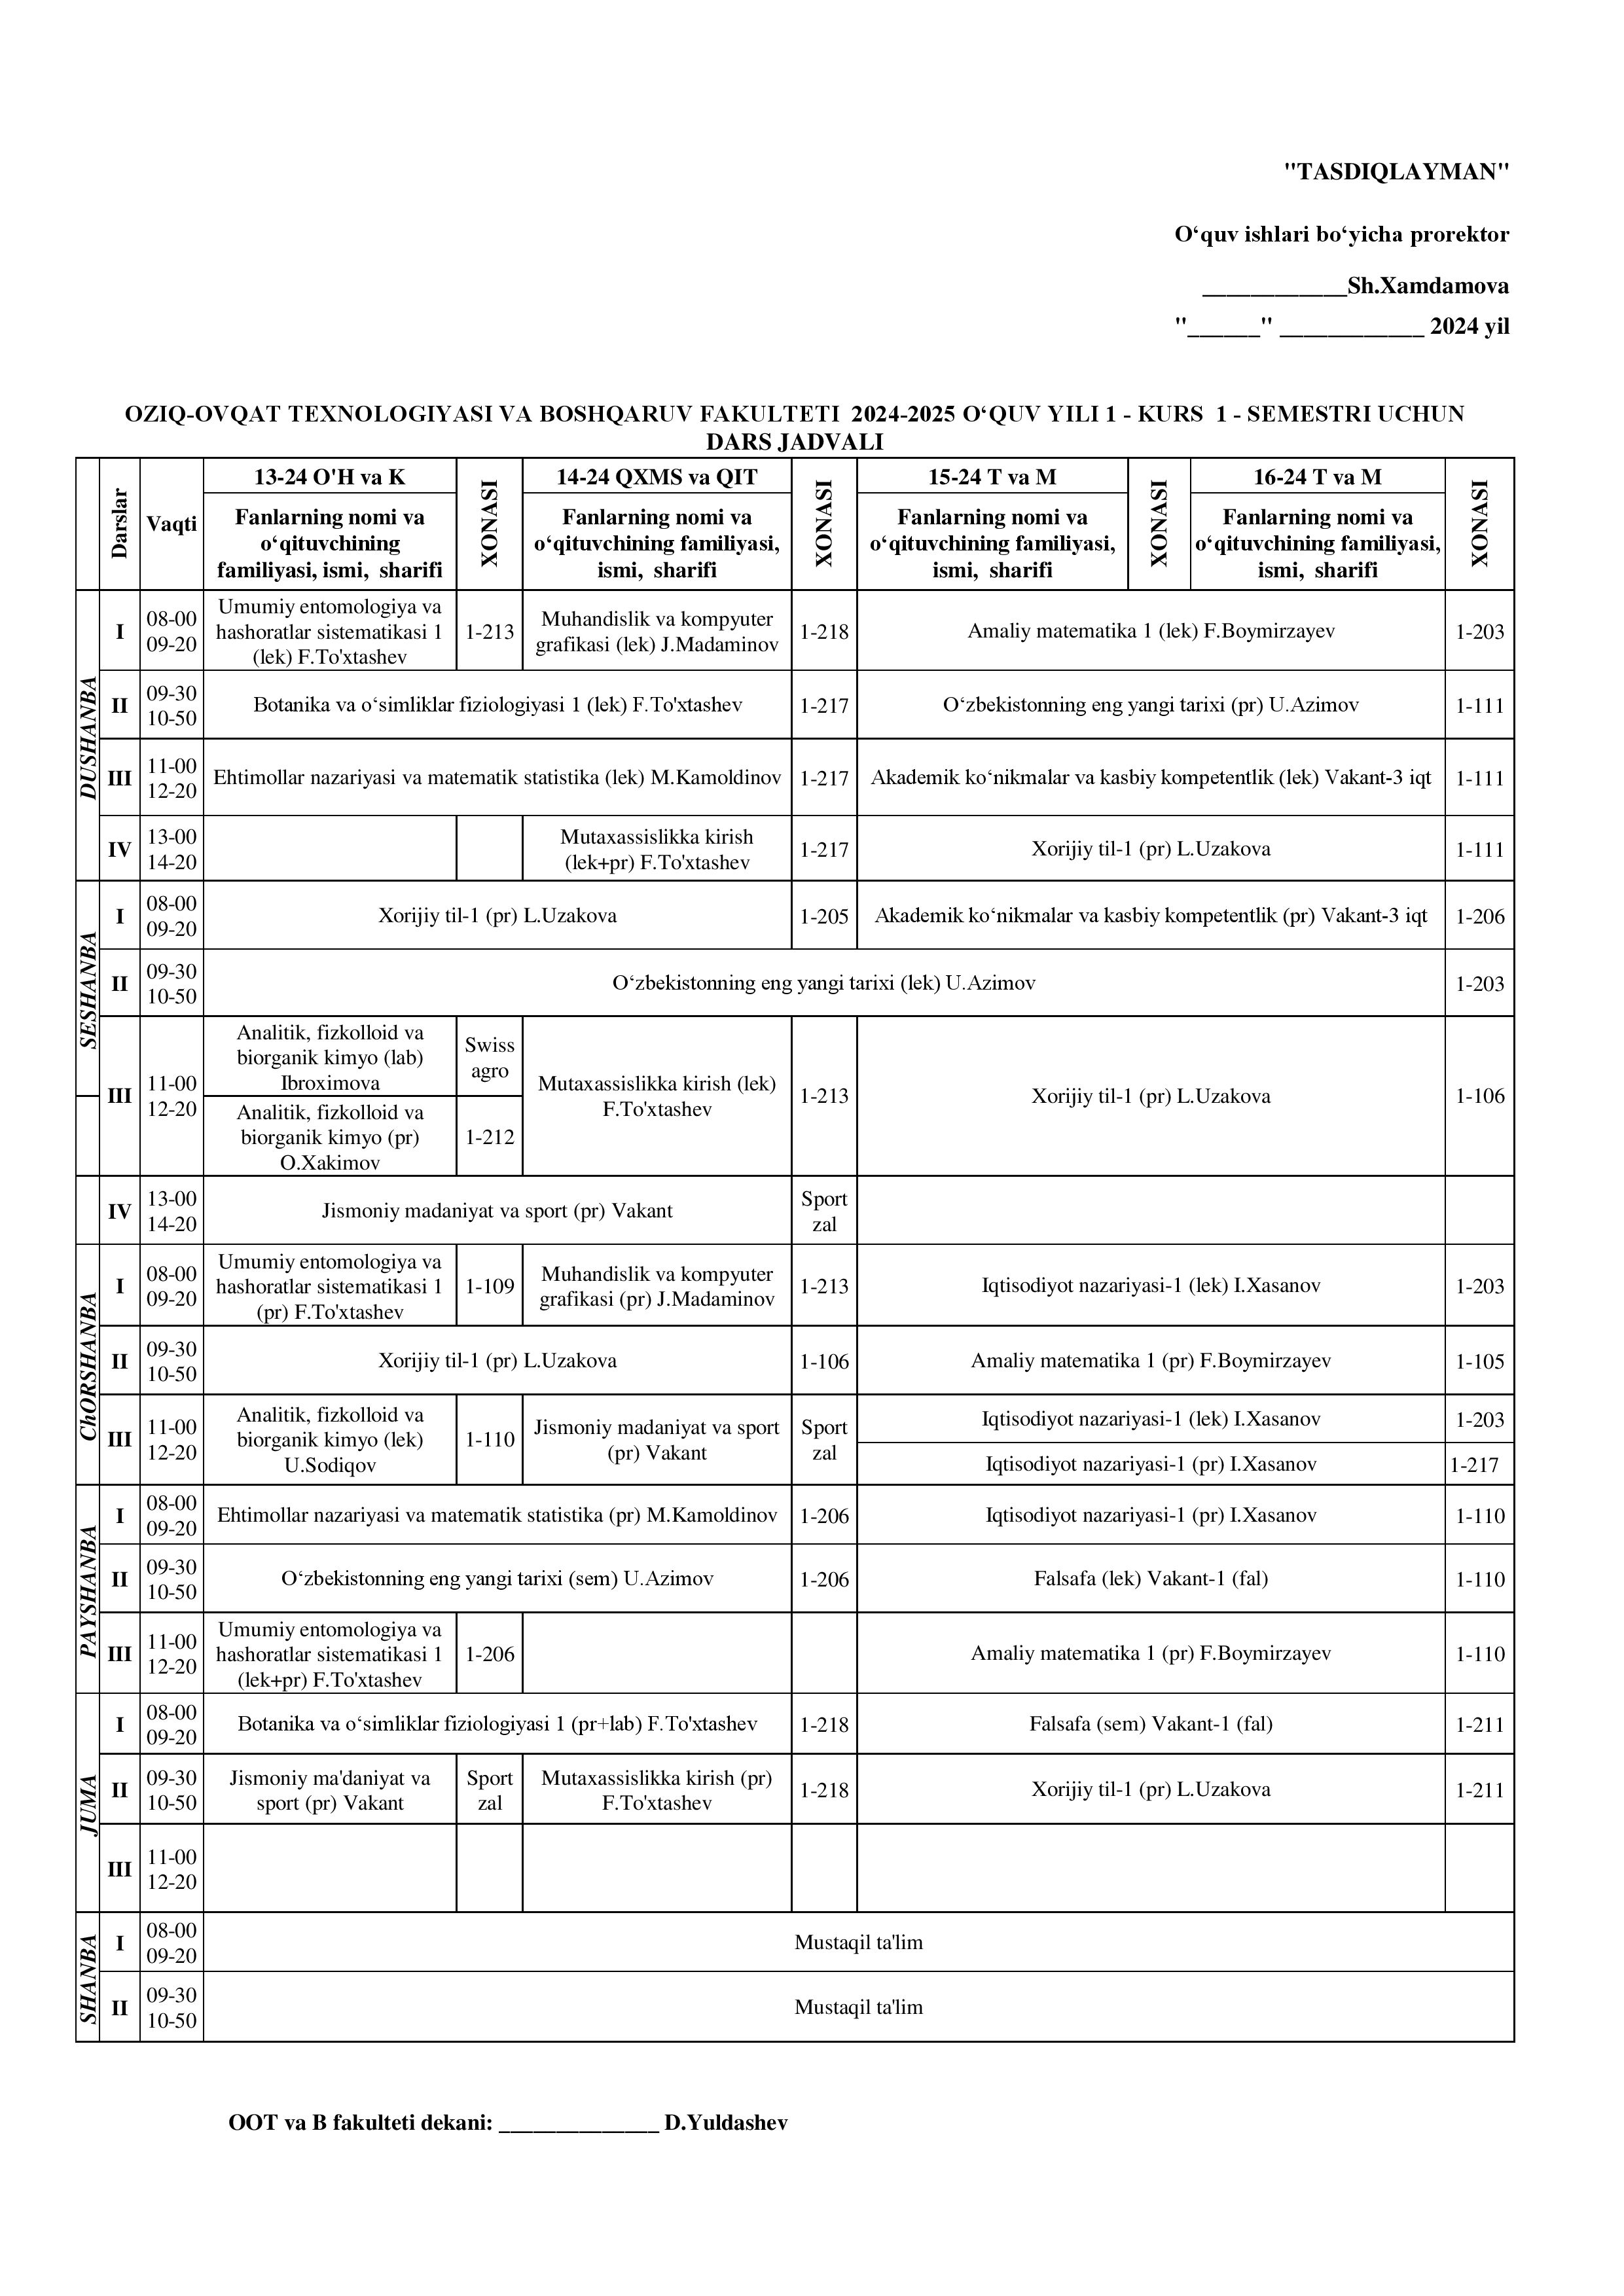 "TASDIQLAYMAN"
O‘quv ishlari bo‘yicha prorektor
____________Sh.Xamdamova
"______" ____________ 2024 yil
OZIQ-OVQAT TEXNOLOGIYASI VA BOSHQARUV FAKULTETI 2024-2025 O‘QUV YILI 1 - KURS 1 - SEMESTRI UCHUN
DARS JADVALI
Darslar
Vaqti
13-24 O'H va K
XONASI
14-24 QXMS va QIT
XONASI
15-24 T va M
XONASI
16-24 T va M
XONASI
Fanlarning nomi va
o‘qituvchining
familiyasi, ismi, sharifi
Fanlarning nomi va
o‘qituvchining familiyasi,
ismi, sharifi
Fanlarning nomi va
o‘qituvchining familiyasi,
ismi, sharifi
Fanlarning nomi va
o‘qituvchining familiyasi,
ismi, sharifi
DUSHANBA
I
08-00
09-20
Umumiy entomologiya va
hashoratlar sistematikasi 1
(lek) F.To'xtashev
1-213
Muhandislik va kompyuter
grafikasi (lek) J.Madaminov
1-218
Amaliy matematika 1 (lek) F.Boymirzayev
1-203
II
09-30
10-50
Botanika va o‘simliklar fiziologiyasi 1 (lek) F.To'xtashev
1-217
O‘zbekistonning eng yangi tarixi (pr) U.Azimov
1-111
III
11-00
12-20
Ehtimollar nazariyasi va matematik statistika (lek) M.Kamoldinov
1-217
Akademik ko‘nikmalar va kasbiy kompetentlik (lek) Vakant-3 iqt
1-111
IV
13-00
14-20
Mutaxassislikka kirish
(lek+pr) F.To'xtashev
1-217
Xorijiy til-1 (pr) L.Uzakova
1-111
SESHANBA
I
08-00
09-20
Xorijiy til-1 (pr) L.Uzakova
1-205
Akademik ko‘nikmalar va kasbiy kompetentlik (pr) Vakant-3 iqt
1-206
II
09-30
10-50
O‘zbekistonning eng yangi tarixi (lek) U.Azimov
1-203
III
11-00
12-20
Analitik, fizkolloid va
biorganik kimyo (lab)
Ibroximova
Swiss
agro
Analitik, fizkolloid va
biorganik kimyo (pr)
O.Xakimov
1-212
Mutaxassislikka kirish (lek)
F.To'xtashev
1-213
Xorijiy til-1 (pr) L.Uzakova
1-106
IV
13-00
14-20
Jismoniy madaniyat va sport (pr) Vakant
Sport
zal
ChORSHANBA
I
08-00
09-20
Umumiy entomologiya va
hashoratlar sistematikasi 1
(pr) F.To'xtashev
1-109
Muhandislik va kompyuter
grafikasi (pr) J.Madaminov
1-213
Iqtisodiyot nazariyasi-1 (lek) I.Xasanov
1-203
II
09-30
10-50
Xorijiy til-1 (pr) L.Uzakova
1-106
Amaliy matematika 1 (pr) F.Boymirzayev
1-105
III
11-00
12-20
Analitik, fizkolloid va
biorganik kimyo (lek)
U.Sodiqov
1-110
Jismoniy madaniyat va sport
(pr) Vakant
Sport
zal
Iqtisodiyot nazariyasi-1 (lek) I.Xasanov
1-203
Iqtisodiyot nazariyasi-1 (pr) I.Xasanov
1-217
PAYSHANBA
I
08-00
09-20
Ehtimollar nazariyasi va matematik statistika (pr) M.Kamoldinov
1-206
Iqtisodiyot nazariyasi-1 (pr) I.Xasanov
1-110
II
09-30
10-50
O‘zbekistonning eng yangi tarixi (sem) U.Azimov
1-206
Falsafa (lek) Vakant-1 (fal)
1-110
III
11-00
12-20
Umumiy entomologiya va
hashoratlar sistematikasi 1
(lek+pr) F.To'xtashev
1-206
Amaliy matematika 1 (pr) F.Boymirzayev
1-110
JUMA
I
08-00
09-20
Botanika va o‘simliklar fiziologiyasi 1 (pr+lab) F.To'xtashev
1-218
Falsafa (sem) Vakant-1 (fal)
1-211
II
09-30
10-50
Jismoniy ma'daniyat va
sport (pr) Vakant
Sport
zal
Mutaxassislikka kirish (pr)
F.To'xtashev
1-218
Xorijiy til-1 (pr) L.Uzakova
1-211
III
11-00
12-20
SHANBA
I
08-00
09-20
Mustaqil ta'lim
II
09-30
10-50
Mustaqil ta'lim
OOT va B fakulteti dekani: ______________ D.Yuldashev